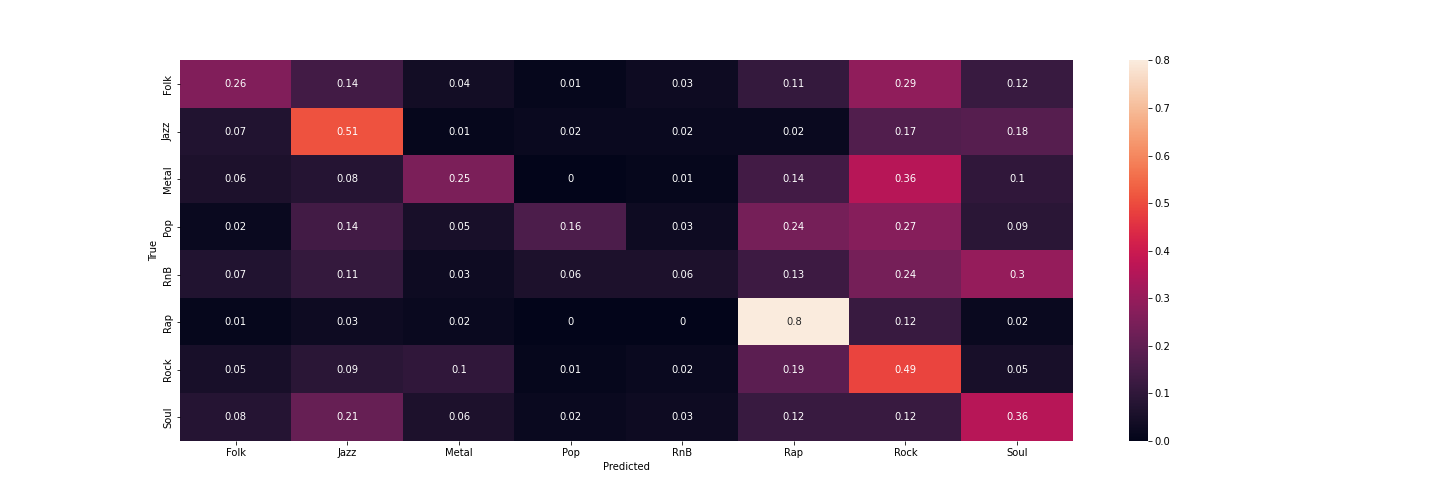 0.8
Folk 0.26 0.14 0.04 0.01 0.03 0.11 0.29 0.12
0.7
Jazz 0.07 0.51 0.01 0.02 0.02 0.02 0.17 0.18
0.6
Metal 0.06 0.08 0.25 0 0.01 0.14 0.36 0.1
0.5
Pop 0.02 0.14 0.05 0.16 0.03 0.24 0.27 0.09
True
0.4
RnB 0.07 0.11 0.03 0.06 0.06 0.13 0.24 0.3
0.3
Rap 0.01 0.03 0.02 0 0 0.8 0.12 0.02
0.2
Rock 0.05 0.09 0.1 0.01 0.02 0.19 0.49 0.05
0.1
Soul 0.08 0.21 0.06 0.02 0.03 0.12 0.12 0.36
0.0
Folk Jazz Metal Pop RnB Rap Rock Soul
Predicted